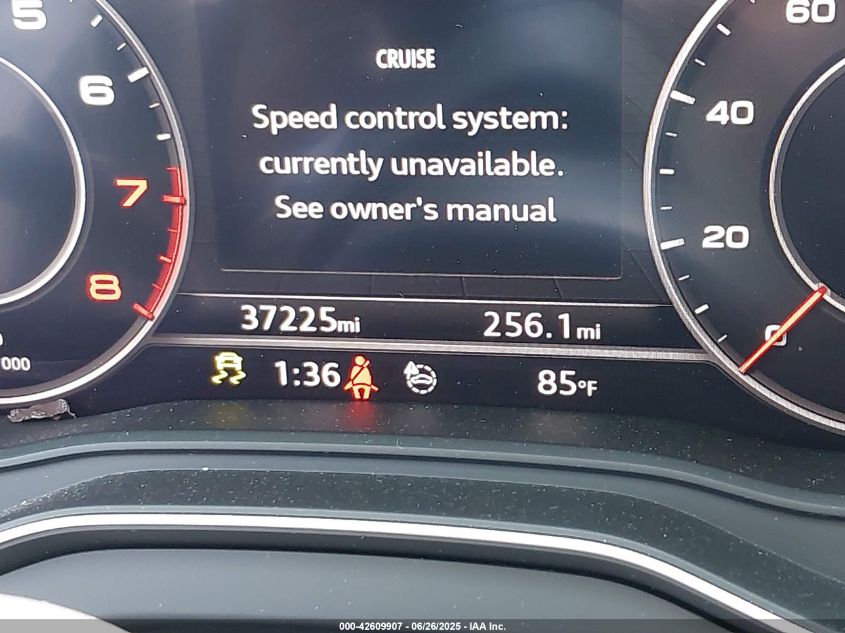 5
6
7
8
000
CRUISE
Speed control system:
currently unavailable.
See owner's manual
60
40
20
0
37225mi
256.1mi
1:36
85°F
000-42609907 - 06/26/2025 - IAA Inc.